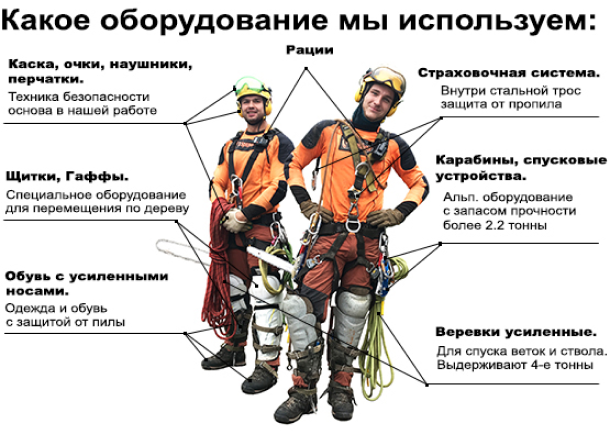 Какое оборудование мы используем:
Рации
Каска, очки, наушники,
перчатки.
Техника безопасности
основа в нашей работе
Щитки, Гаффы.
Специальное оборудование
для перемещения по дереву
Обувь с усиленными
носами.
Одежда и обувь
с защитой от пилы
Страховочная система.
Внутри стальной трос
защита от пропила
Карабины, спусковые
устройства.
Альп. оборудование
с запасом прочности
более 2.2 тонны
Веревки усиленные.
Для спуска веток и ствола.
Выдерживают 4-е тонны